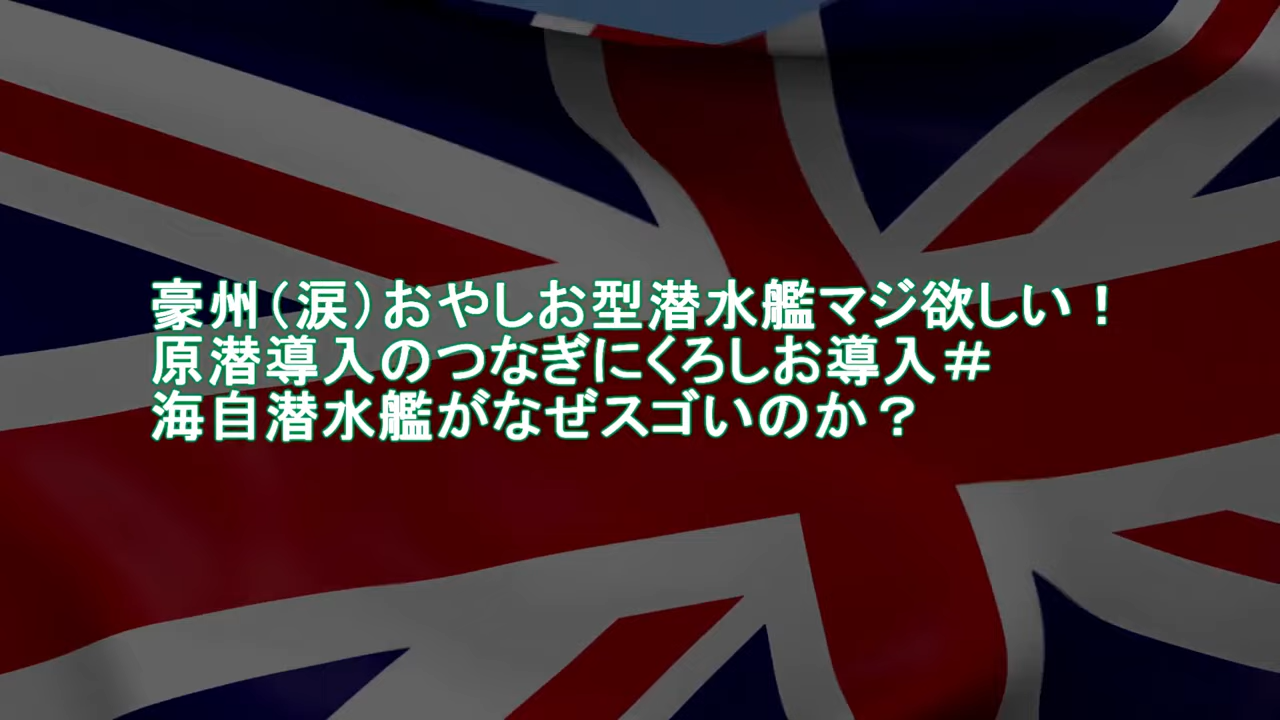 豪州（涙）おやしお型潜水艦マジ欲しい！
原潜導入のつなぎにくろしお導入＃
海自潜水艦がなぜスゴいのか？